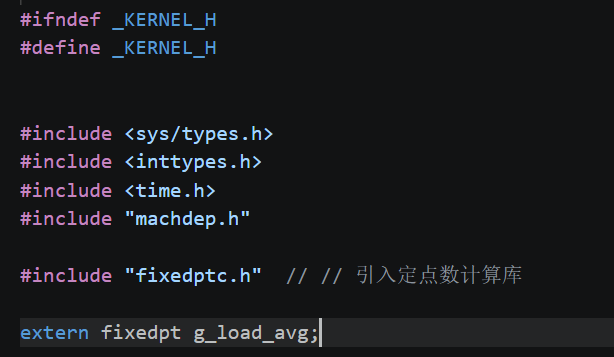 #ifndef _KERNEL_H
#define _KERNEL_H
#include <sys/types.h>
#include <inttypes.h>
#include <time.h>
#include "machdep.h"
#include "fixedptc.h"  // // 引入定点数计算库
extern fixedpt g_load_avg;